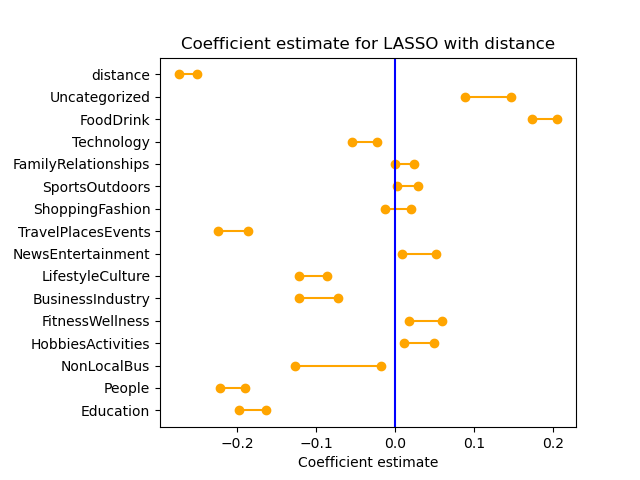 Coefficient estimate for LASSO with distance
distance
Uncategorized
FoodDrink
Technology
FamilyRelationships
SportsOutdoors
ShoppingFashion
TravelPlacesEvents
NewsEntertainment
LifestyleCulture
BusinessIndustry
FitnessWellness
HobbiesActivities
NonLocalBus
People
Education
−0.2 −0.1 0.0 0.1 0.2
Coefficient estimate